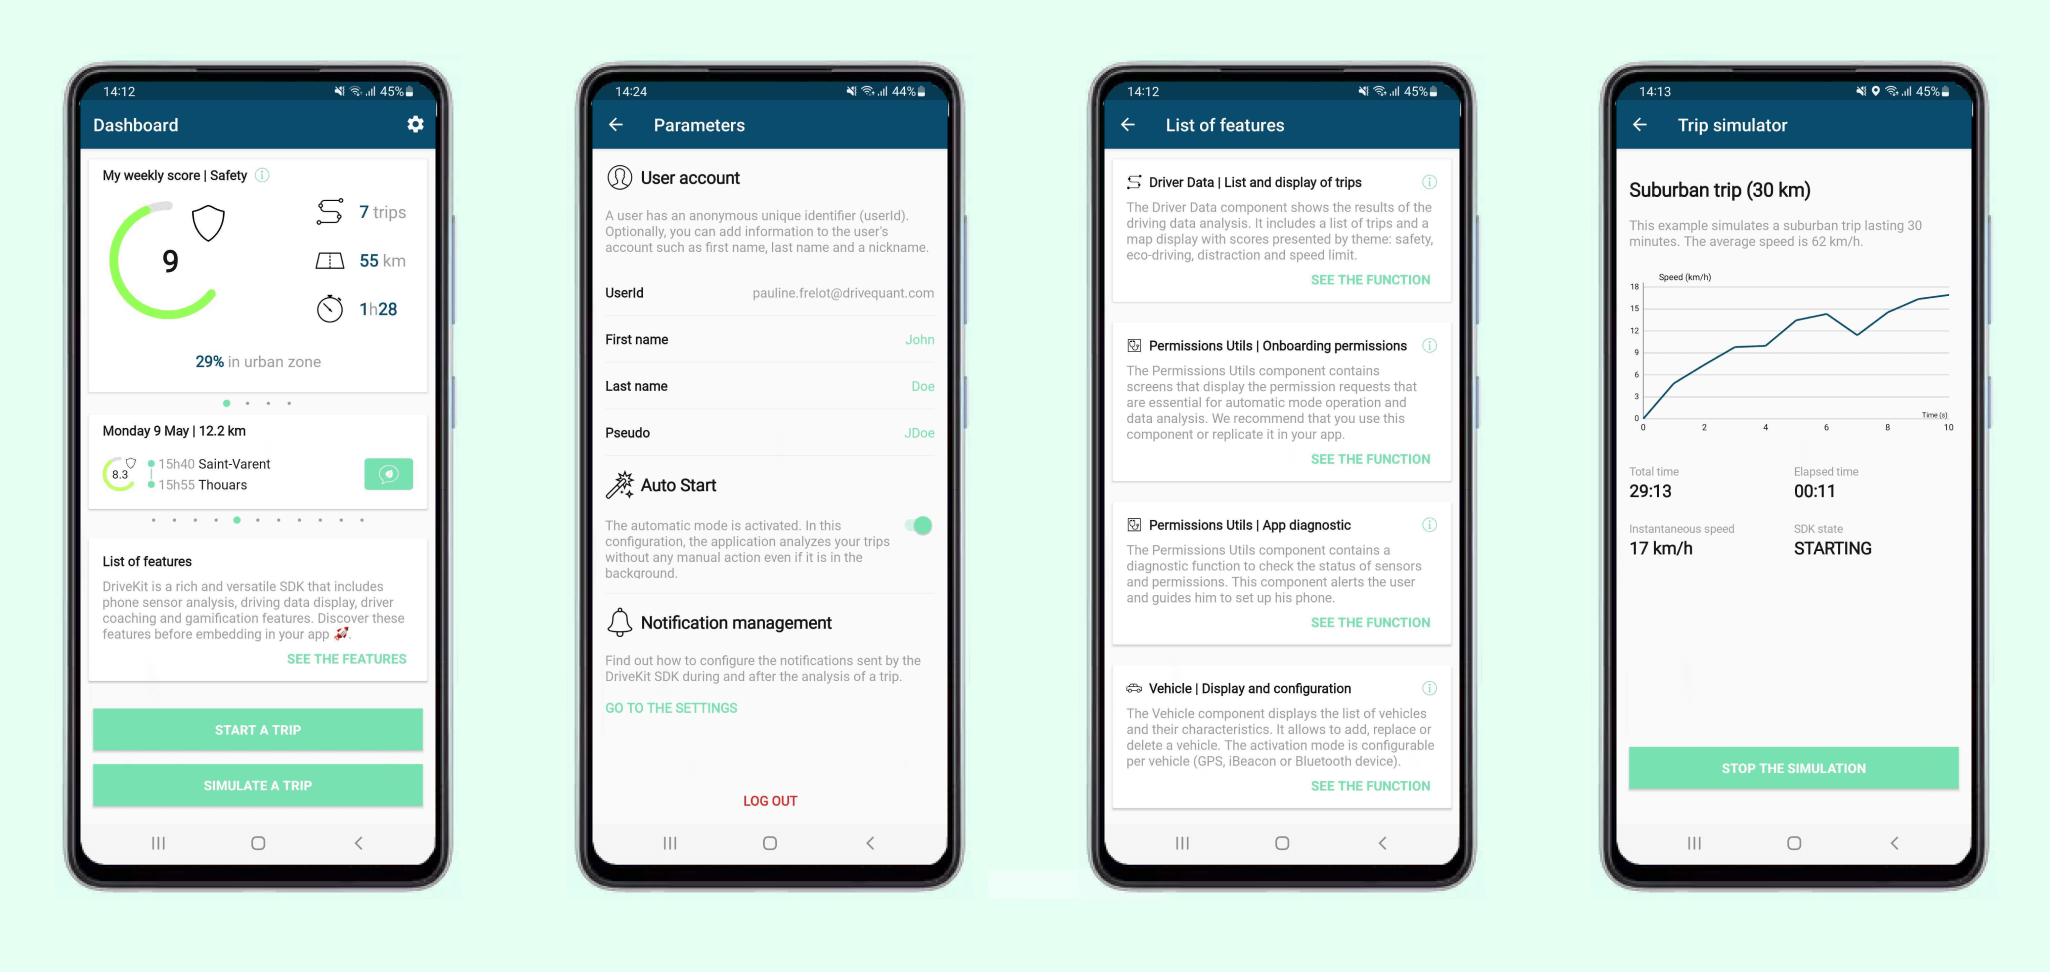 14:12
45%
Dashboard
My weekly score | Safety
9
7 trips
55 km
1h28
29% in urban zone
Monday 9 May | 12.2 km
8.3
15h40 Saint-Varent
15h55 Thouars
List of features
DriveKit is a rich and versatile SDK that includes
phone sensor analysis, driving data display, driver
coaching and gamification features. Discover these
features before embedding in your app 🚀.
SEE THE FEATURES
START A TRIP
SIMULATE A TRIP
14:24
44%
Parameters
User account
A user has an anonymous unique identifier (userId).
Optionally, you can add information to the user's
account such as first name, last name and a nickname.
UserId pauline.frelot@drivequant.com
First name John
Last name Doe
Pseudo JDoe
Auto Start
The automatic mode is activated. In this
configuration, the application analyzes your trips
without any manual action even if it is in the
background.
Notification management
Find out how to configure the notifications sent by the
DriveKit SDK during and after the analysis of a trip.
GO TO THE SETTINGS
LOG OUT
14:12
45%
List of features
Driver Data | List and display of trips
The Driver Data component shows the results of the
driving data analysis. It includes a list of trips and a
map display with scores presented by theme: safety,
eco-driving, distraction and speed limit.
SEE THE FUNCTION
Permissions Utils | Onboarding permissions
The Permissions Utils component contains
screens that display the permission requests that
are essential for automatic mode operation and
data analysis. We recommend that you use this
component or replicate it in your app.
SEE THE FUNCTION
Permissions Utils | App diagnostic
The Permissions Utils component contains a
diagnostic function to check the status of sensors
and permissions. This component alerts the user
and guides him to set up his phone.
SEE THE FUNCTION
Vehicle | Display and configuration
The Vehicle component displays the list of vehicles
and their characteristics. It allows to add, replace or
delete a vehicle. The activation mode is configurable
per vehicle (GPS, iBeacon or Bluetooth device).
SEE THE FUNCTION
14:13
45%
Trip simulator
Suburban trip (30 km)
This example simulates a suburban trip lasting 30
minutes. The average speed is 62 km/h.
Speed (km/h)
18
15
12
9
6
3
0
Time (s)
0 2 4 6 8 10
Total time Elapsed time
29:13 00:11
Instantaneous speed SDK state
17 km/h STARTING
STOP THE SIMULATION